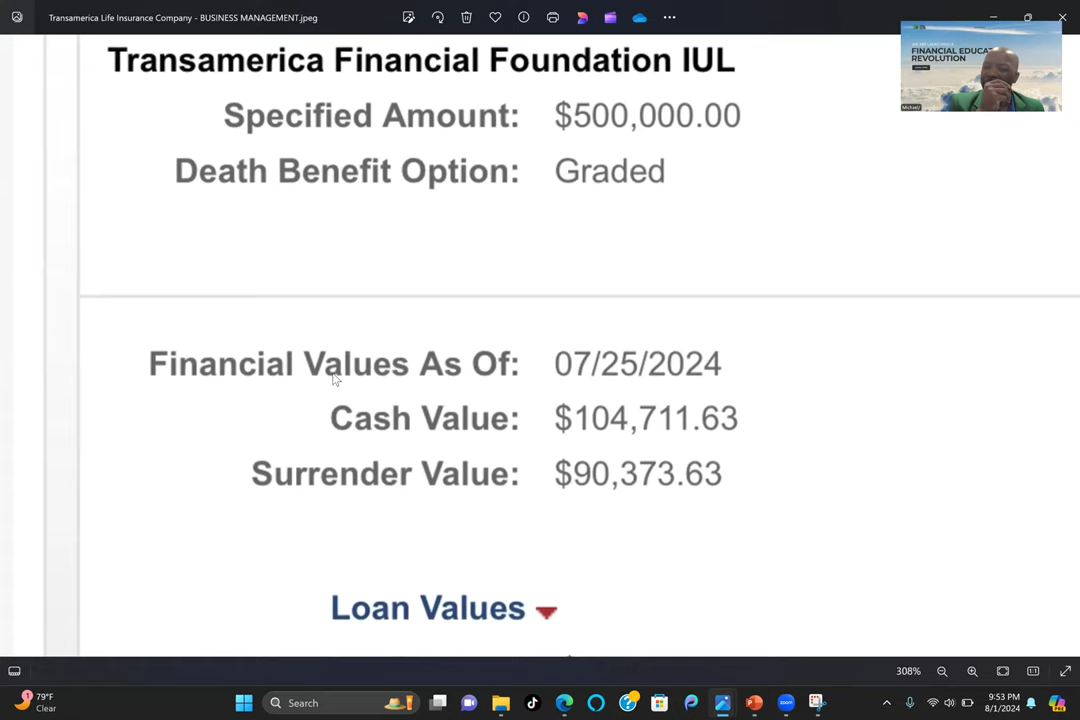 Transamerica Life Insurance Company - BUSINESS MANAGEMENT.jpeg
FINANCIAL EDUCAT
REVOLUTION
Transamerica Financial Foundation IUL
Specified Amount: $500,000.00
Death Benefit Option: Graded
Financial Values As Of: 07/25/2024
Cash Value: $104,711.63
Surrender Value: $90,373.63
Loan Values
308%
1
79°F
Clear
Search
9:53 PM
8/1/2024